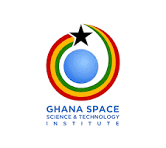 GHANA SPACE
SCIENCE & TECHNOLOGY
INSTITUTE